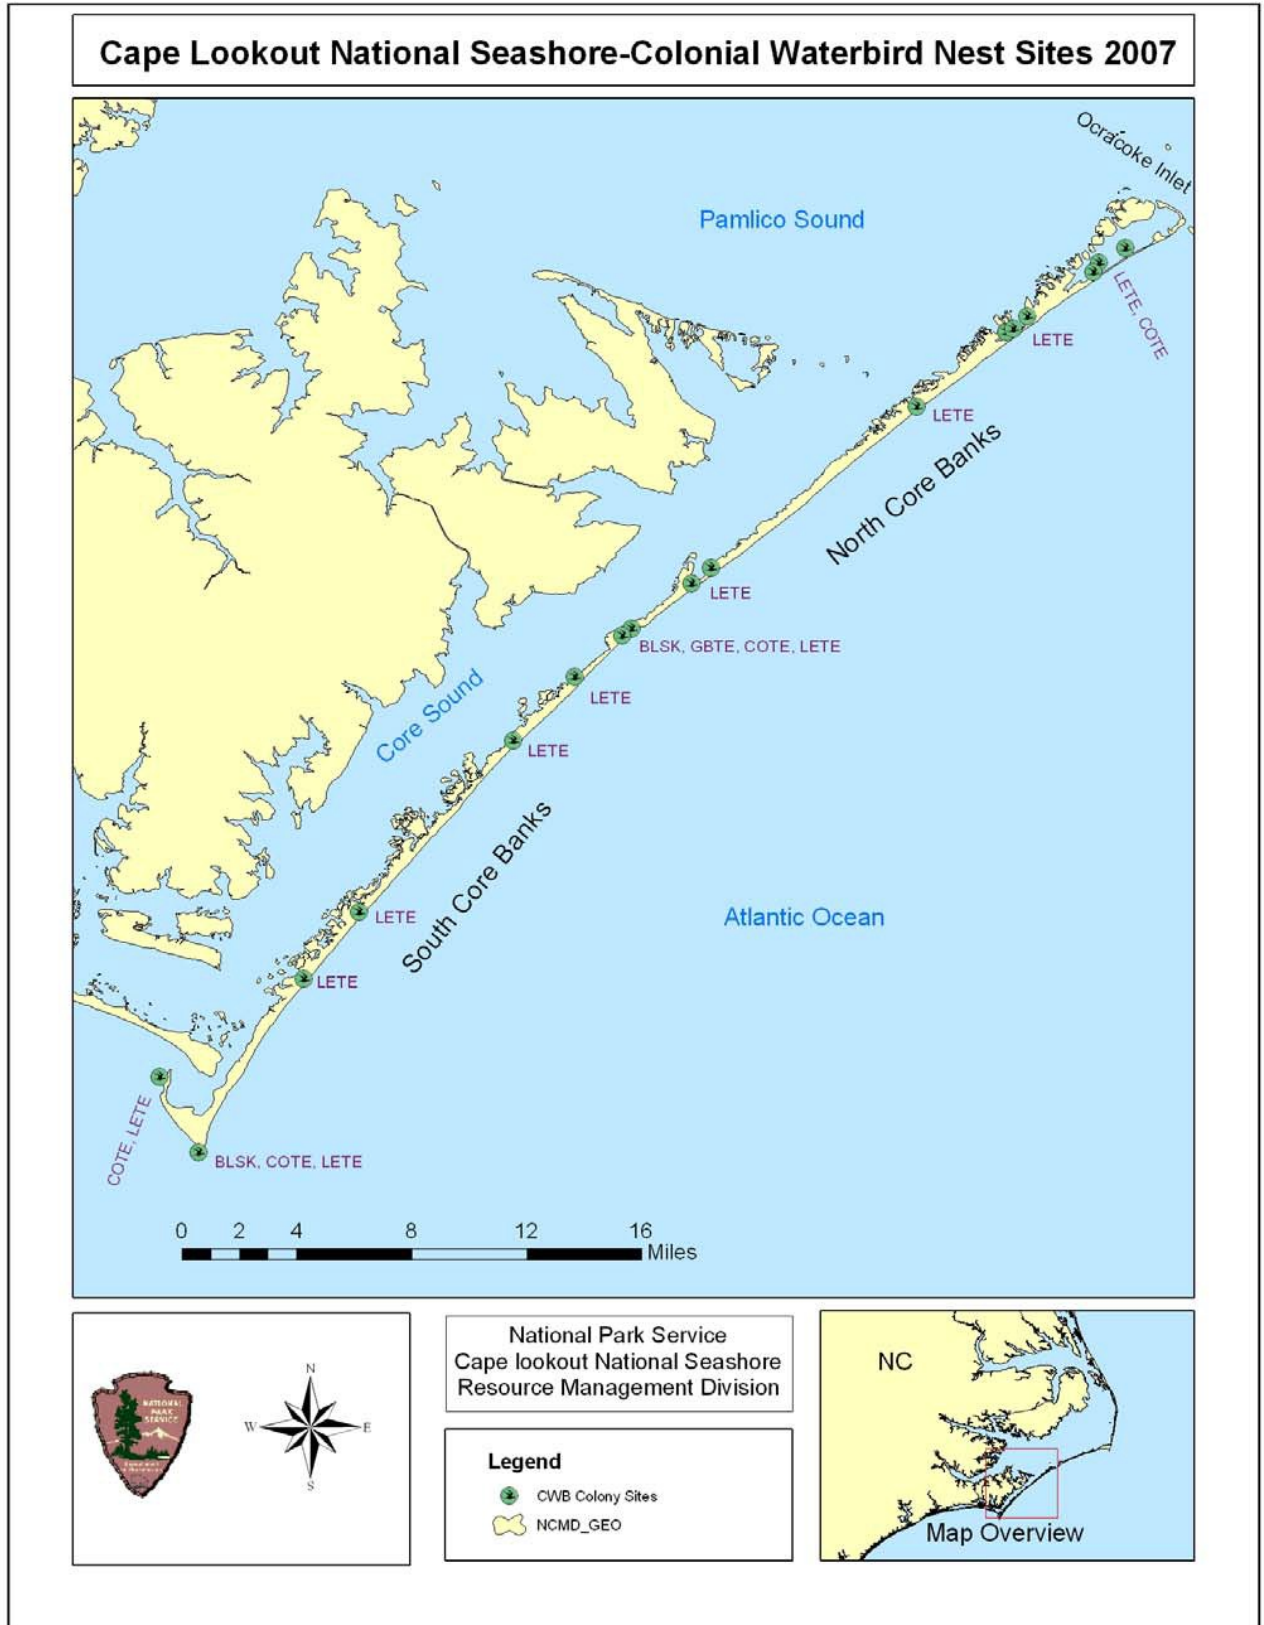 Cape Lookout National Seashore-Colonial Waterbird Nest Sites 2007
Ocracoke Inlet
Pamlico Sound
LETE, COTE
LETE
LETE
North Core Banks
LETE
BLSK, GBTE, COTE, LETE
Core Sound
LETE
LETE
South Core Banks
LETE
Atlantic Ocean
LETE
COTE, LETE
BLSK, COTE, LETE
0 2 4 8 12 16
Miles
NATIONAL
PARK
SERVICE
N
W E
S
National Park Service
Cape lookout National Seashore
Resource Management Division
Legend
CWB Colony Sites
NCMD_GEO
NC
Map Overview